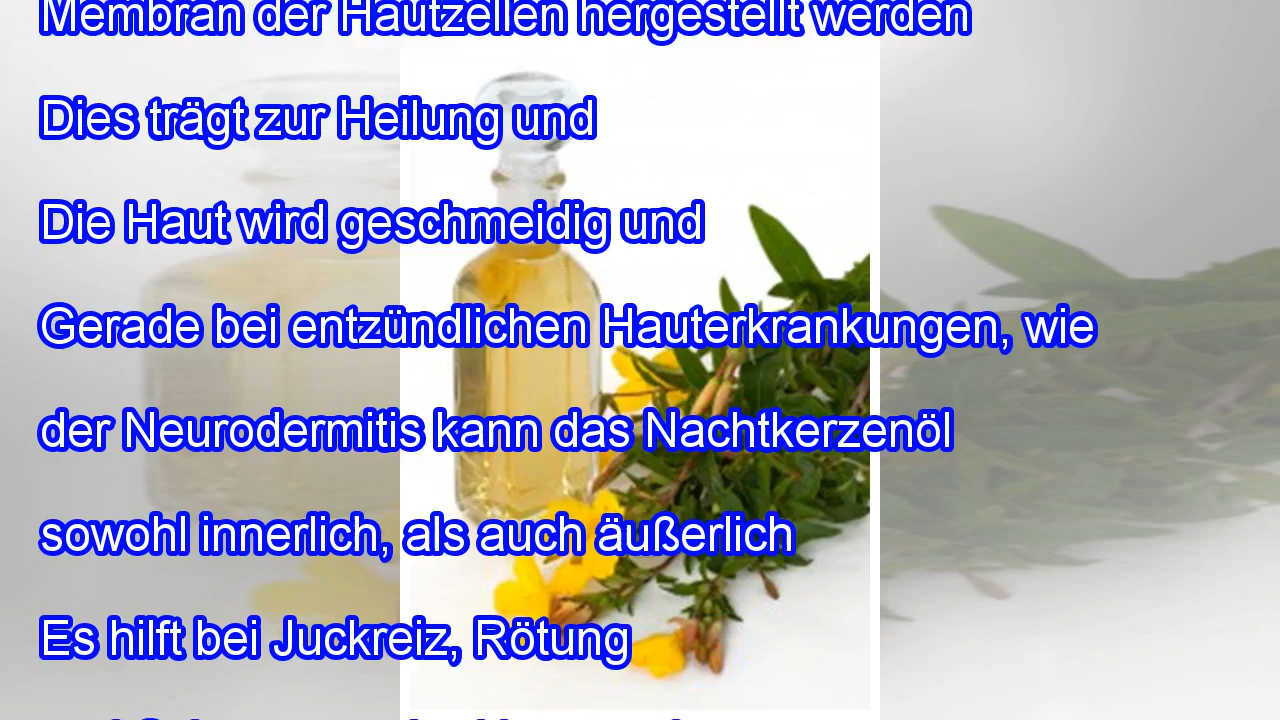 Membran der Hautzellen hergestellt werden
Dies trägt zur Heilung und
Die Haut wird geschmeidig und
Gerade bei entzündlichen Hauterkrankungen, wie
der Neurodermitis kann das Nachtkerzenöl
sowohl innerlich, als auch äußerlich
Es hilft bei Juckreiz, Rötung